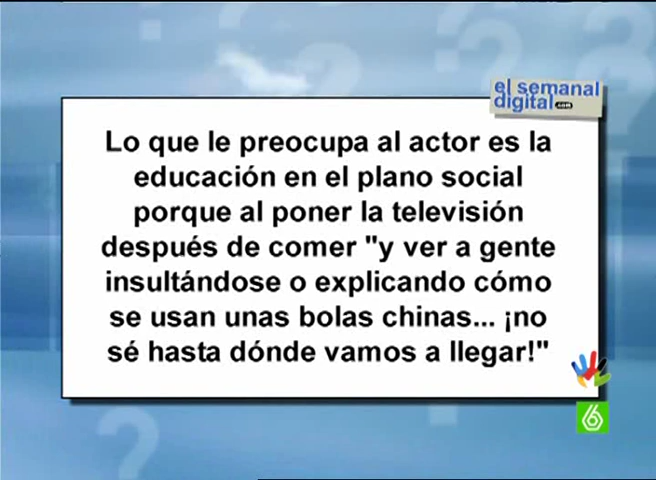 el semanal
digital.com
Lo que le preocupa al actor es la
educación en el plano social
porque al poner la televisión
después de comer "y ver a gente
insultándose o explicando cómo
se usan unas bolas chinas... ¡no
sé hasta dónde vamos a llegar!"
6